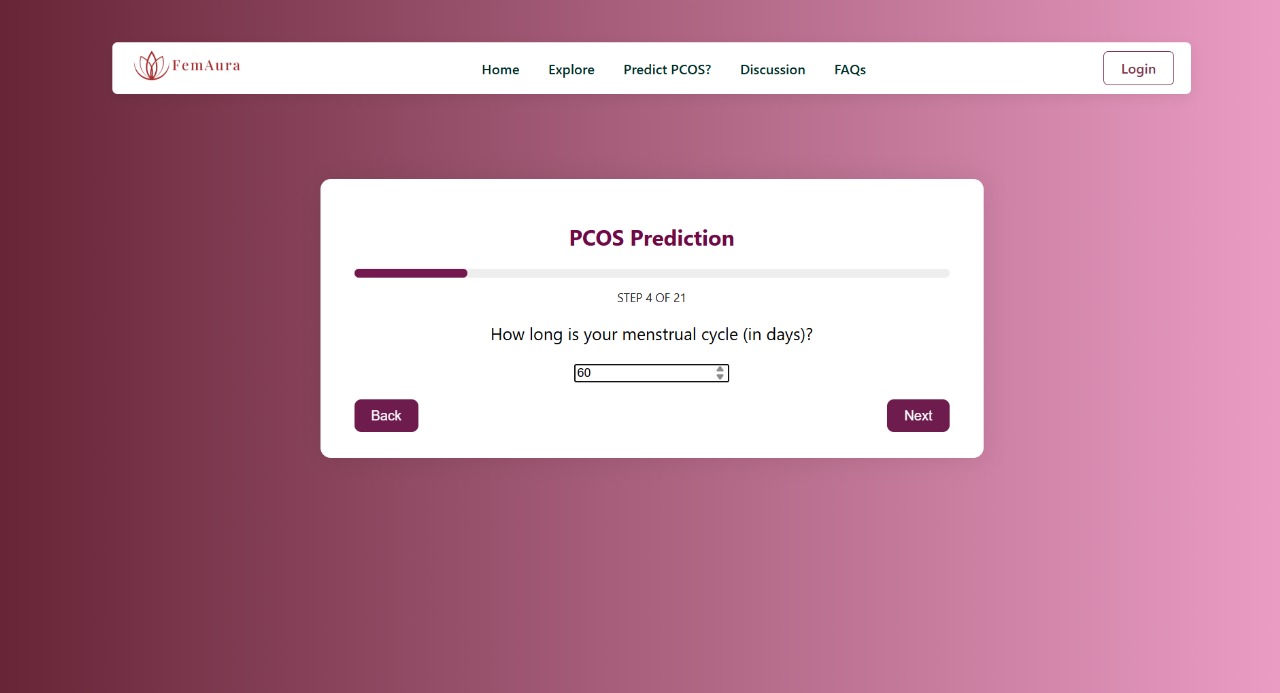 FemAura
Home Explore Predict PCOS? Discussion FAQs Login
PCOS Prediction
STEP 4 OF 21
How long is your menstrual cycle (in days)?
60
Back Next